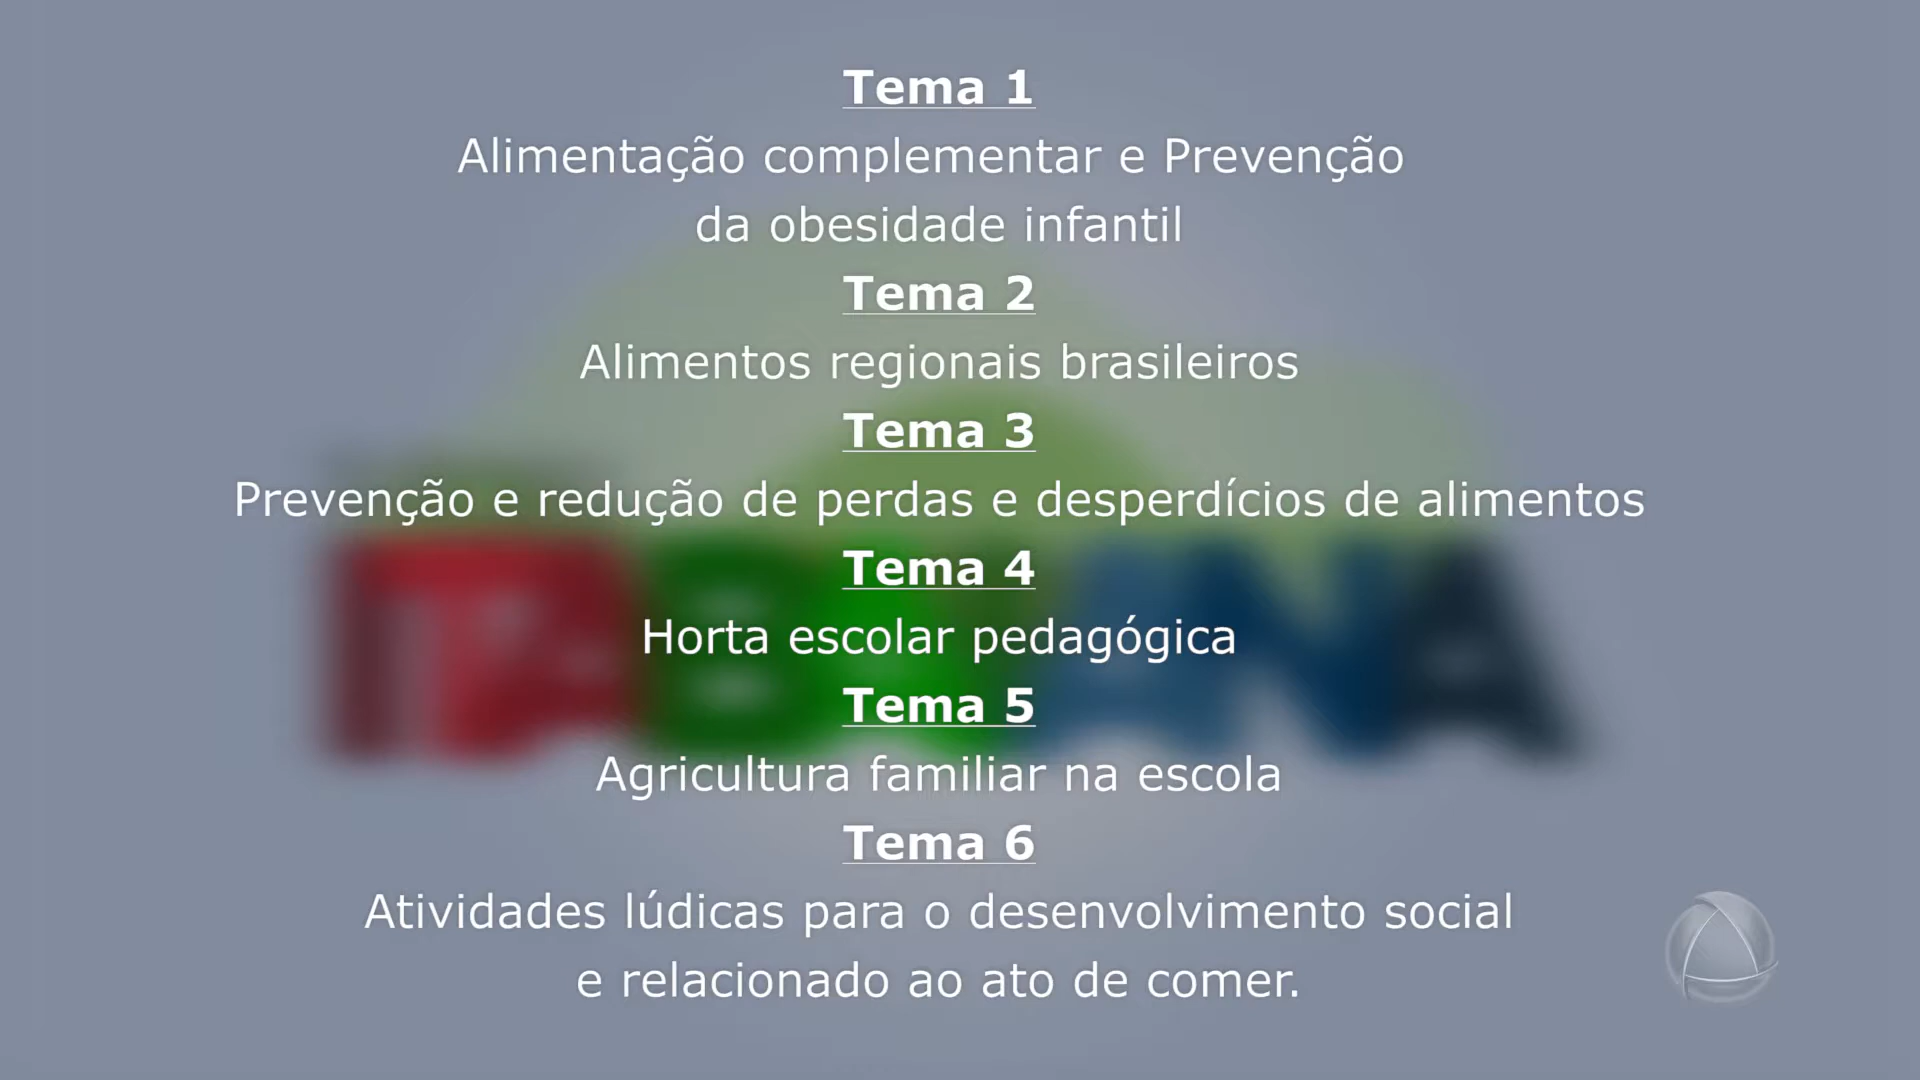 Tema 1
Alimentação complementar e Prevenção
da obesidade infantil
Tema 2
Alimentos regionais brasileiros
Tema 3
Prevenção e redução de perdas e desperdícios de alimentos
Tema 4
Horta escolar pedagógica
Tema 5
Agricultura familiar na escola
Tema 6
Atividades lúdicas para o desenvolvimento social
e relacionado ao ato de comer.